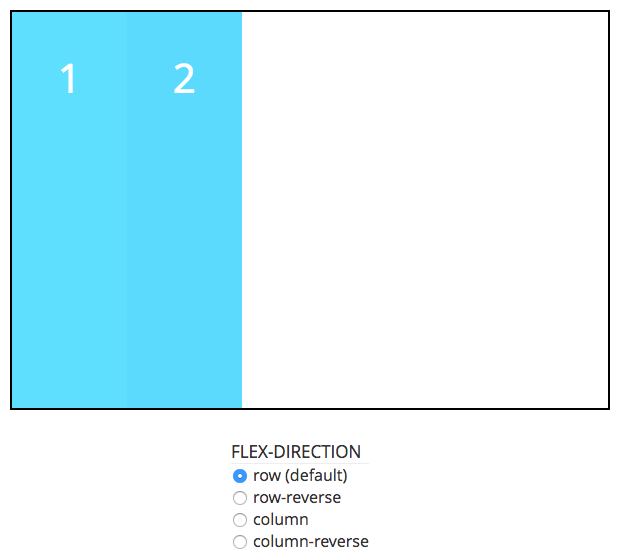 1 2
FLEX-DIRECTION
row (default)
row-reverse
column
column-reverse